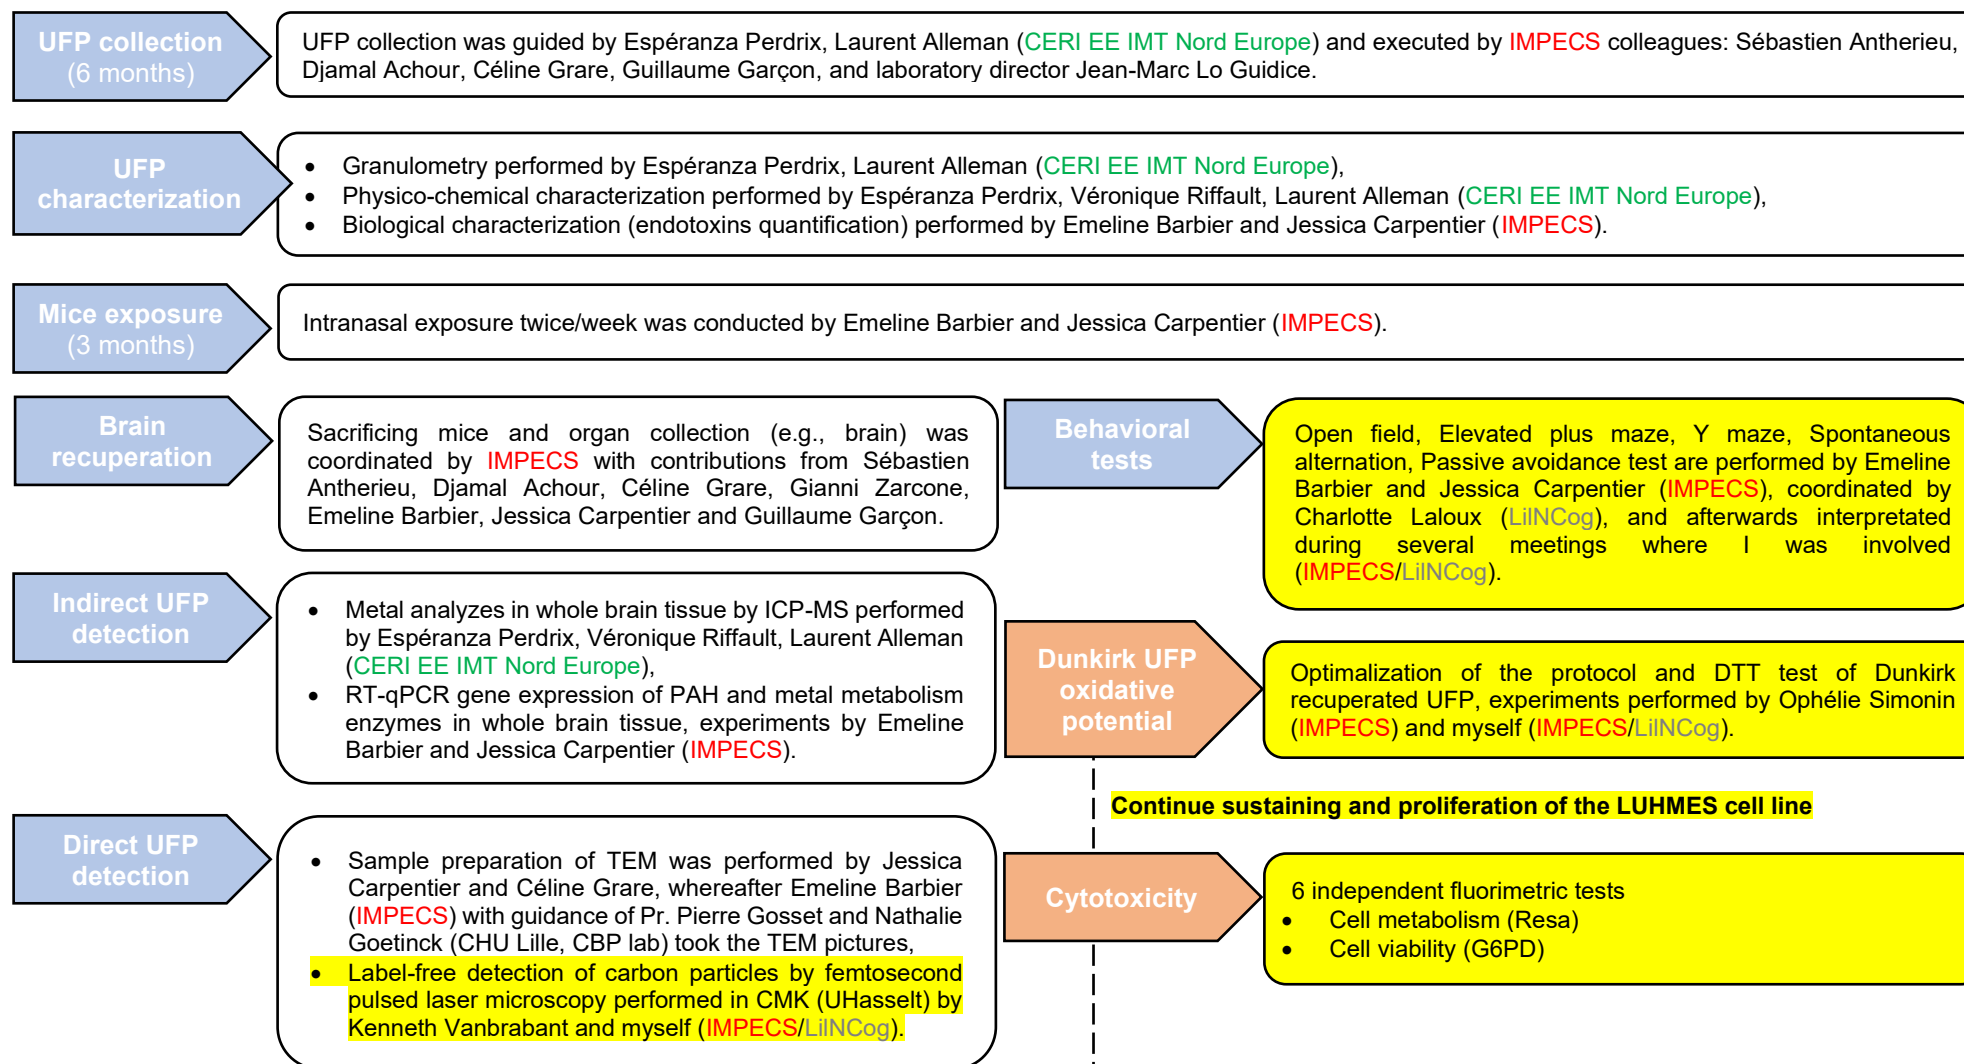 UFP collection
(6 months)
UFP collection was guided by Espéranza Perdrix, Laurent Alleman (CERI EE IMT Nord Europe) and executed by IMPECS colleagues: Sébastien Antherieu,
Djamal Achour, Céline Grare, Guillaume Garçon, and laboratory director Jean-Marc Lo Guidice.
UFP
characterization
• Granulometry performed by Espéranza Perdrix, Laurent Alleman (CERI EE IMT Nord Europe),
• Physico-chemical characterization performed by Espéranza Perdrix, Véronique Riffault, Laurent Alleman (CERI EE IMT Nord Europe),
• Biological characterization (endotoxins quantification) performed by Emeline Barbier and Jessica Carpentier (IMPECS).
Mice exposure
(3 months)
Intranasal exposure twice/week was conducted by Emeline Barbier and Jessica Carpentier (IMPECS).
Brain
recuperation
Sacrificing mice and organ collection (e.g., brain) was
coordinated by IMPECS with contributions from Sébastien
Antherieu, Djamal Achour, Céline Grare, Gianni Zarcone,
Emeline Barbier, Jessica Carpentier and Guillaume Garçon.
Behavioral
tests
Open field, Elevated plus maze, Y maze, Spontaneous
alternation, Passive avoidance test are performed by Emeline
Barbier and Jessica Carpentier (IMPECS), coordinated by
Charlotte Laloux (LilNCog), and afterwards interpretated
during several meetings where I was involved
(IMPECS/LilNCog).
Indirect UFP
detection
• Metal analyzes in whole brain tissue by ICP-MS performed
by Espéranza Perdrix, Véronique Riffault, Laurent Alleman
(CERI EE IMT Nord Europe),
• RT-qPCR gene expression of PAH and metal metabolism
enzymes in whole brain tissue, experiments by Emeline
Barbier and Jessica Carpentier (IMPECS).
Dunkirk UFP
oxidative
potential
Optimalization of the protocol and DTT test of Dunkirk
recuperated UFP, experiments performed by Ophélie Simonin
(IMPECS) and myself (IMPECS/LilNCog).
Continue sustaining and proliferation of the LUHMES cell line
Direct UFP
detection
• Sample preparation of TEM was performed by Jessica
Carpentier and Céline Grare, whereafter Emeline Barbier
(IMPECS) with guidance of Pr. Pierre Gosset and Nathalie
Goetinck (CHU Lille, CBP lab) took the TEM pictures,
• Label-free detection of carbon particles by femtosecond
pulsed laser microscopy performed in CMK (UHasselt) by
Kenneth Vanbrabant and myself (IMPECS/LilNCog).
Cytotoxicity
6 independent fluorimetric tests
• Cell metabolism (Resa)
• Cell viability (G6PD)